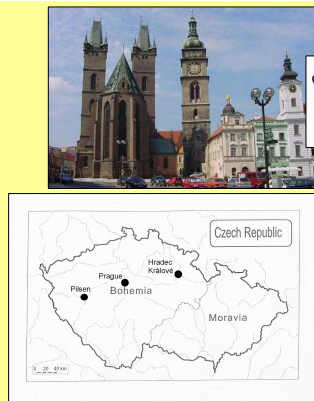 Czech Republic
Hradec
Králové
Prague
Pilsen
Bohemia
Moravia
0 20 40 km